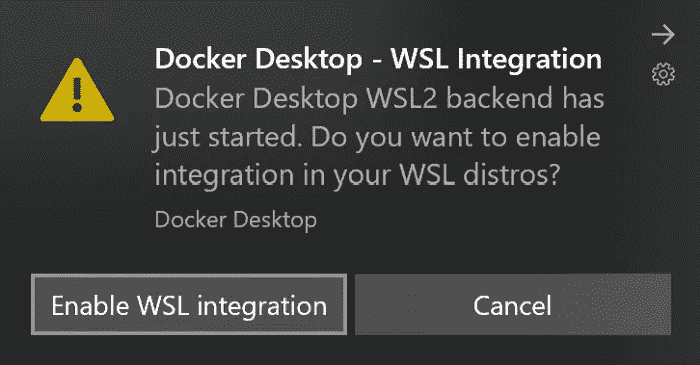 Docker Desktop - WSL Integration
Docker Desktop WSL2 backend has
just started. Do you want to enable
integration in your WSL distros?
Docker Desktop
Enable WSL integration
Cancel